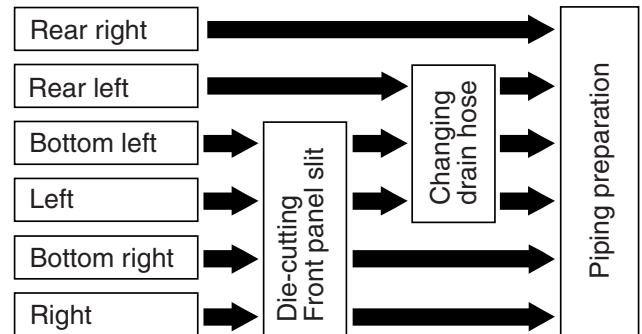 Rear right
Rear left
Bottom left
Left
Bottom right
Right
Die-cutting
Front panel slit
Changing
drain hose
Piping preparation